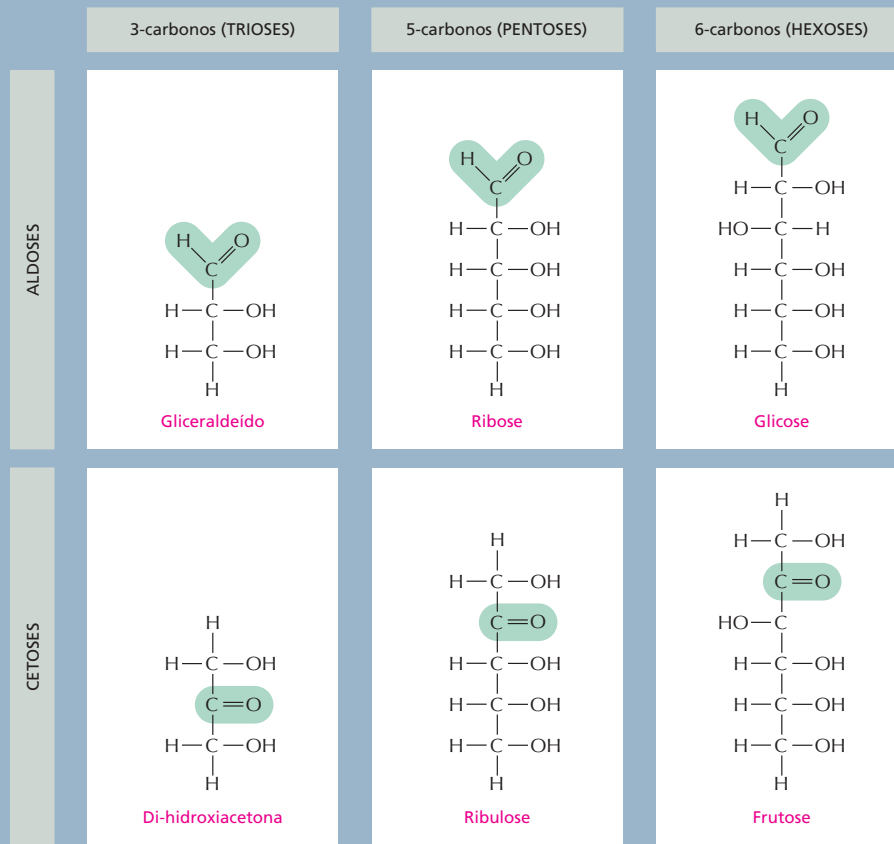 3-carbonos (TRIOSES)
5-carbonos (PENTOSES)
6-carbonos (HEXOSES)
ALDOSES
H O
C
H—C—OH
H—C—OH
H
Gliceraldeído
H O
C
H—C—OH
H—C—OH
H—C—OH
H—C—OH
H
Ribose
H O
C
H—C—OH
HO—C—H
H—C—OH
H—C—OH
H—C—OH
H
Glicose
CETOSES
H
H—C—OH
C=O
H—C—OH
H
Di-hidroxiacetona
H
H—C—OH
C=O
H—C—OH
H—C—OH
H—C—OH
H
Ribulose
H
H—C—OH
C=O
HO—C
H—C—OH
H—C—OH
H—C—OH
H
Frutose